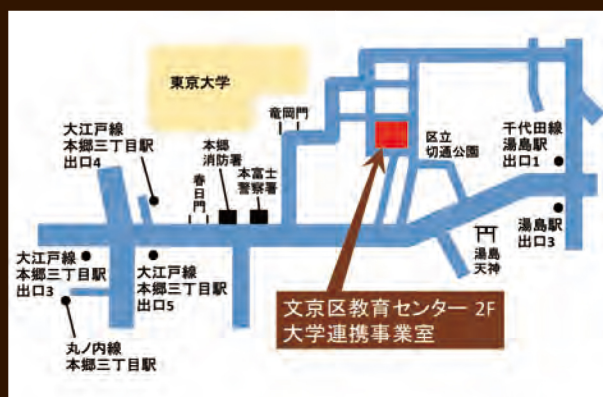 東京大学
竜岡門
大江戸線
本郷三丁目駅
出口4
本郷
消防署
本富士
警察署
春日門
区立
切通公園
千代田線
湯島駅
出口1
湯島駅
出口3
湯島
天神
大江戸線
本郷三丁目駅
出口3
大江戸線
本郷三丁目駅
出口5
丸ノ内線
本郷三丁目駅
文京区教育センター 2F
大学連携事業室